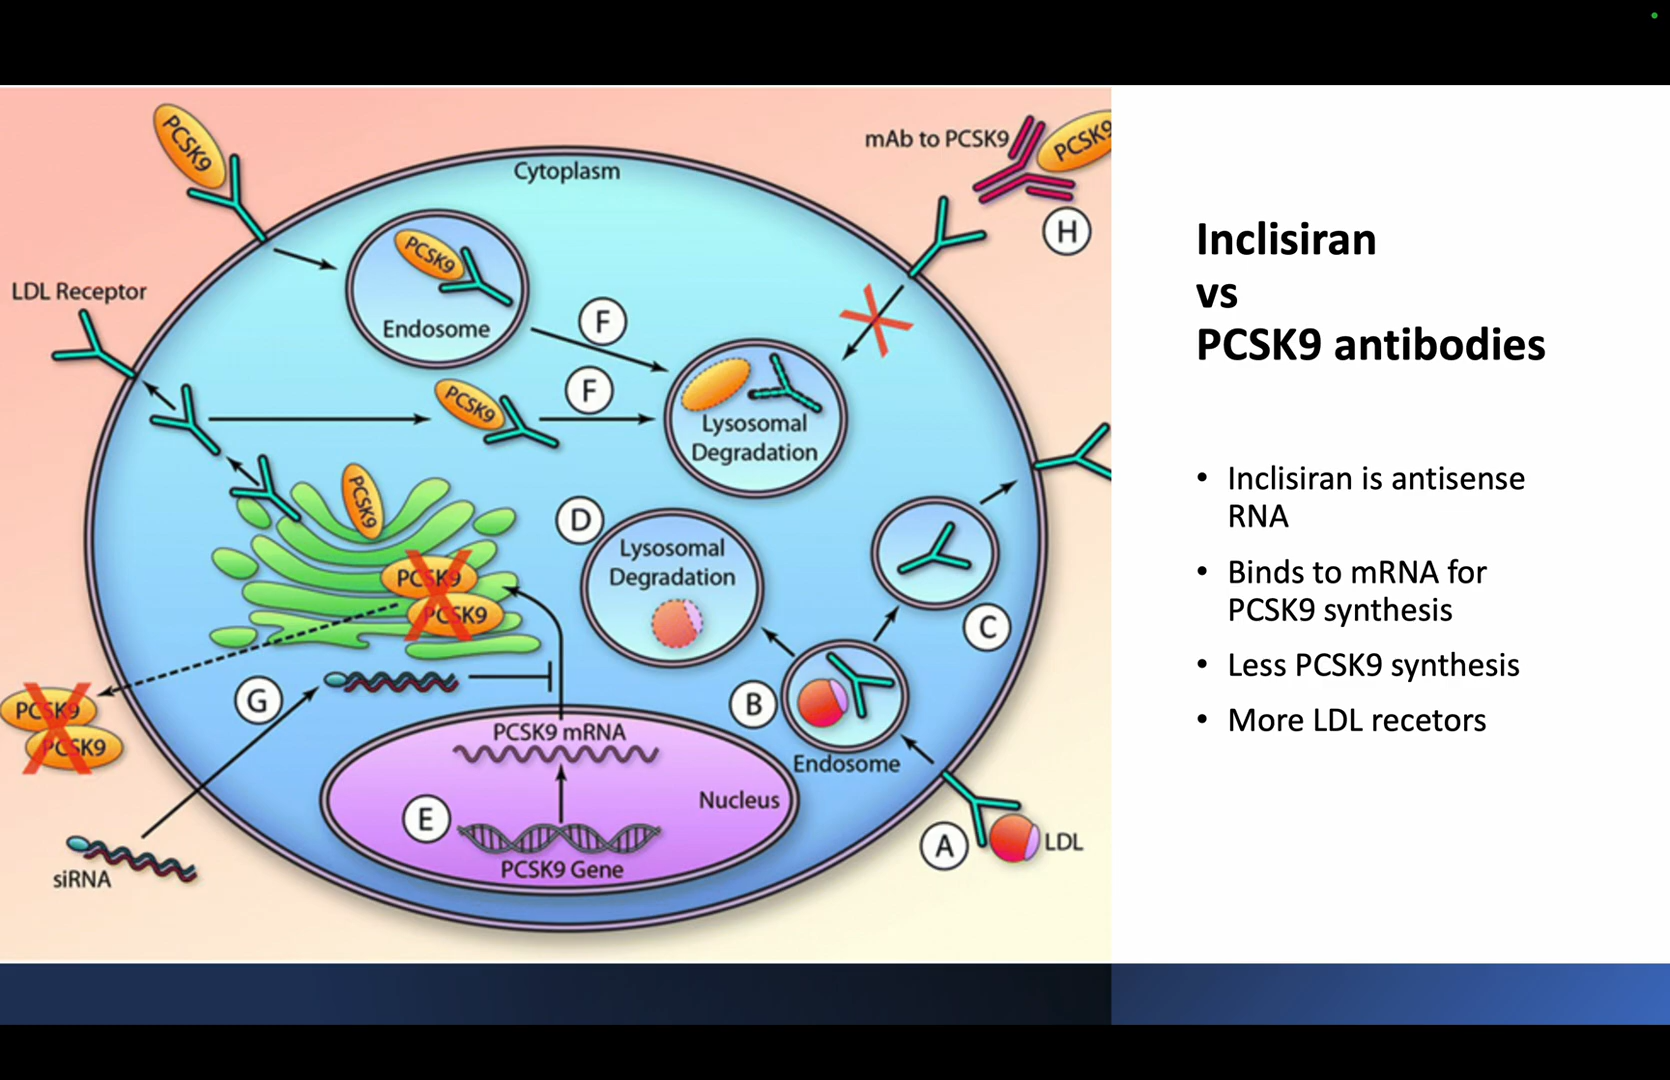 PCSK9
mAb to PCSK9
PCSK9
Cytoplasm
H
PCSK9
LDL Receptor
Endosome
F
F
PCSK9
Lysosomal
Degradation
PCSK9
D
Lysosomal
Degradation
PCSK9
PCSK9
C
G
B
PCSK9
PCSK9
PCSK9 mRNA
Endosome
Nucleus
E
A
LDL
PCSK9 Gene
siRNA
Inclisiran
vs
PCSK9 antibodies
• Inclisiran is antisense
RNA
• Binds to mRNA for
PCSK9 synthesis
• Less PCSK9 synthesis
• More LDL recetors